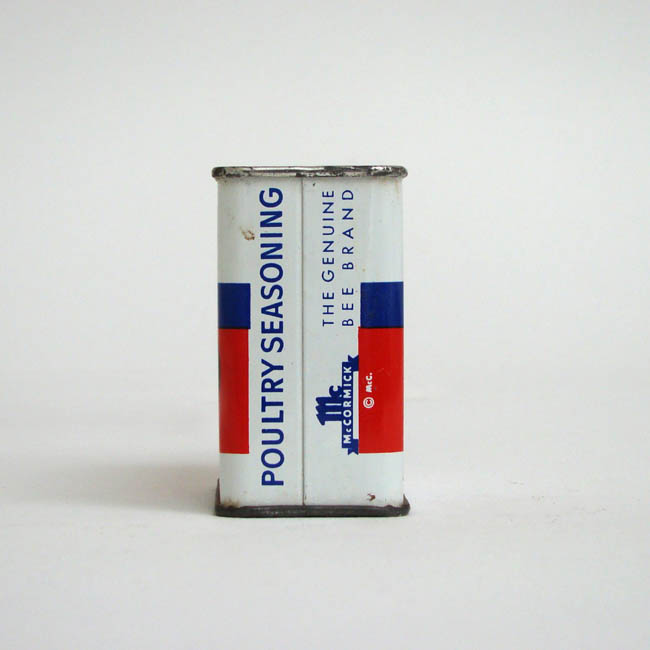 POULTRY SEASONING
THE GENUINE
BEE BRAND
Mc
McCORMICK
© McC.